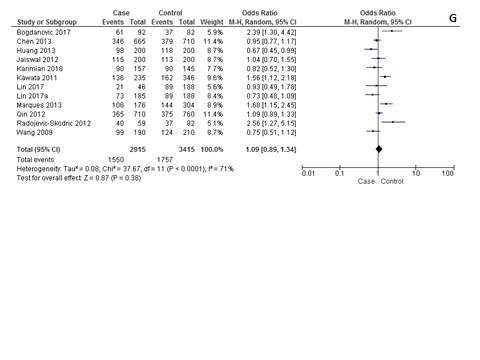 G
Case Control Odds Ratio Odds Ratio
Study or Subgroup Events Total Events Total Weight M-H, Random, 95% CI M-H, Random, 95% CI
Bogdanovic 2017 61 92 37 82 5.9% 2.39 [1.30, 4.42]
Chen 2013 346 665 379 710 11.4% 0.95 [0.77, 1.17]
Huang 2013 98 200 118 200 8.8% 0.67 [0.45, 0.99]
Jaiswal 2012 115 200 113 200 8.8% 1.04 [0.70, 1.55]
Karimian 2018 90 157 90 145 7.7% 0.82 [0.52, 1.30]
Kawata 2011 136 235 162 346 9.6% 1.56 [1.12, 2.18]
Lin 2017 21 46 89 188 5.6% 0.93 [0.49, 1.78]
Lin 2017a 73 185 89 188 8.6% 0.73 [0.48, 1.09]
Marques 2013 106 176 144 304 9.0% 1.68 [1.15, 2.45]
Qin 2012 365 710 375 760 11.5% 1.09 [0.89, 1.33]
Radojevic-Skodric 2012 40 59 37 82 4.9% 2.56 [1.27, 5.15]
Wang 2009 99 190 124 210 8.8% 0.75 [0.51, 1.12]
Total (95% CI) 2915 3415 100.0% 1.09 [0.89, 1.34]
Total events 1550 1757
Heterogeneity: Tau² = 0.08; Chi² = 37.67, df = 11 (P < 0.0001); I² = 71%
Test for overall effect: Z = 0.87 (P = 0.38)
0.01 0.1 1 10 100
Case Control